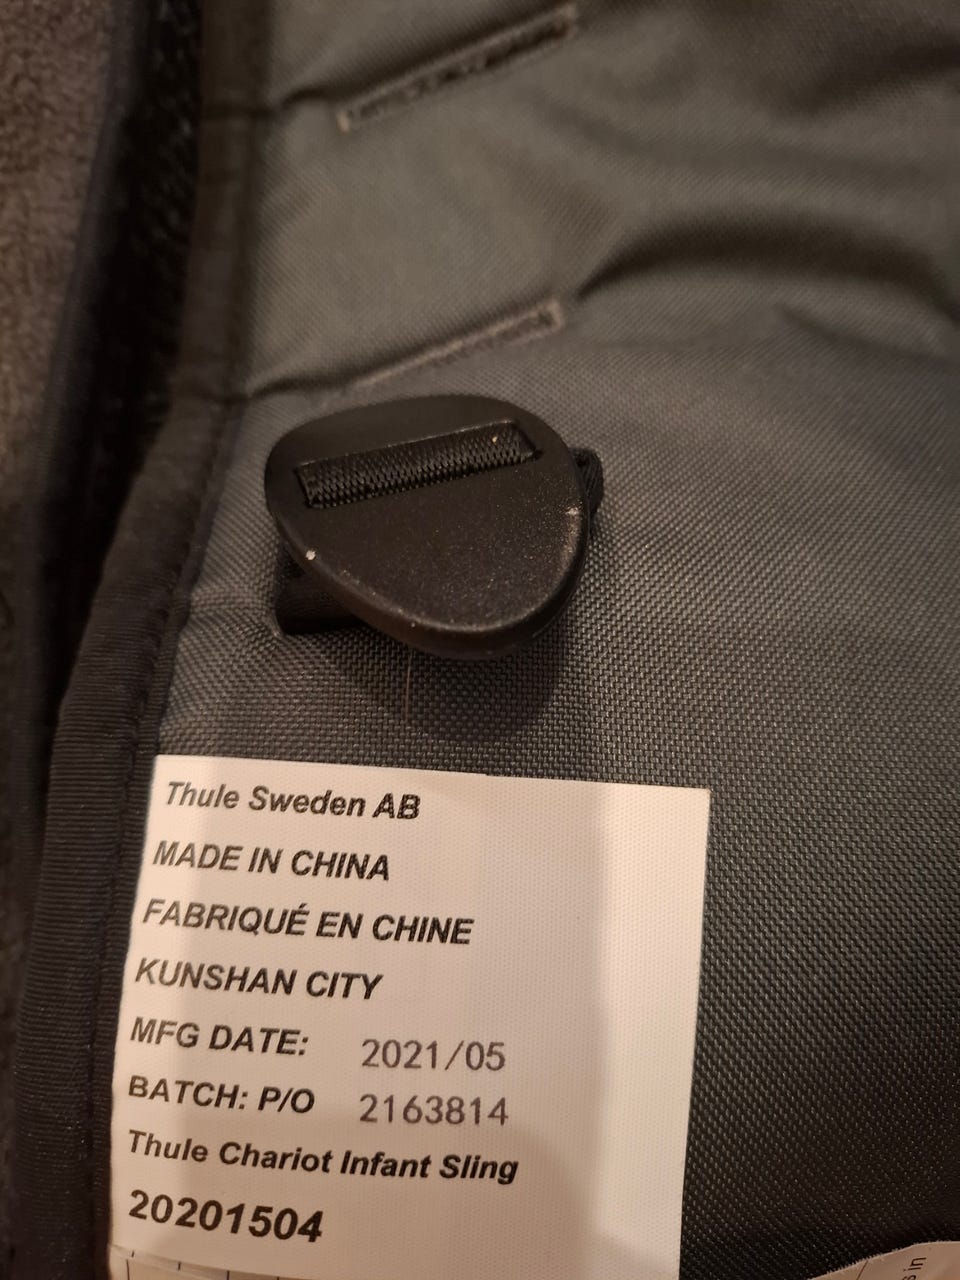 Thule Sweden AB
MADE IN CHINA
FABRIQUÉ EN CHINE
KUNSHAN CITY
MFG DATE: 2021/05
BATCH: P/O 2163814
Thule Chariot Infant Sling
20201504
in